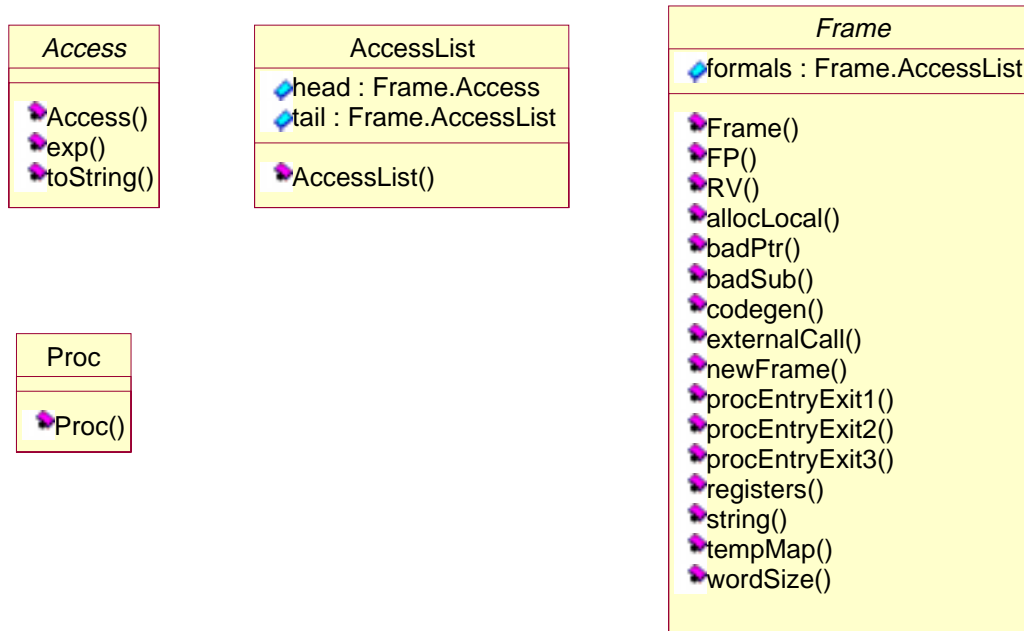 Access
Access()
exp()
toString()
AccessList
head : Frame.Access
tail : Frame.AccessList
AccessList()
Frame
formals : Frame.AccessList
Frame()
FP()
RV()
allocLocal()
badPtr()
badSub()
codegen()
externalCall()
newFrame()
procEntryExit1()
procEntryExit2()
procEntryExit3()
registers()
string()
tempMap()
wordSize()
Proc
Proc()